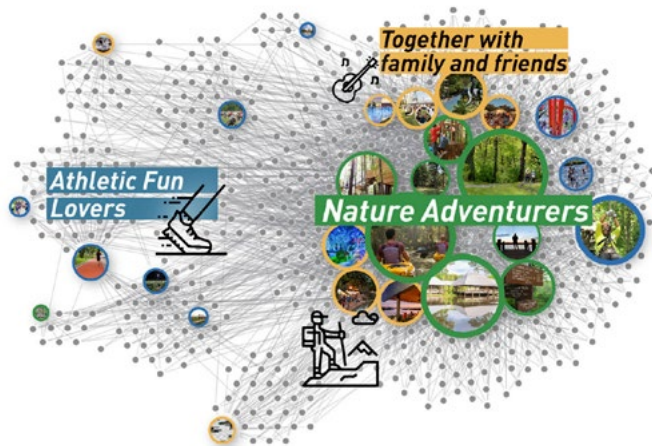 Together with
family and friends
Athletic Fun
Lovers
Nature Adventurers